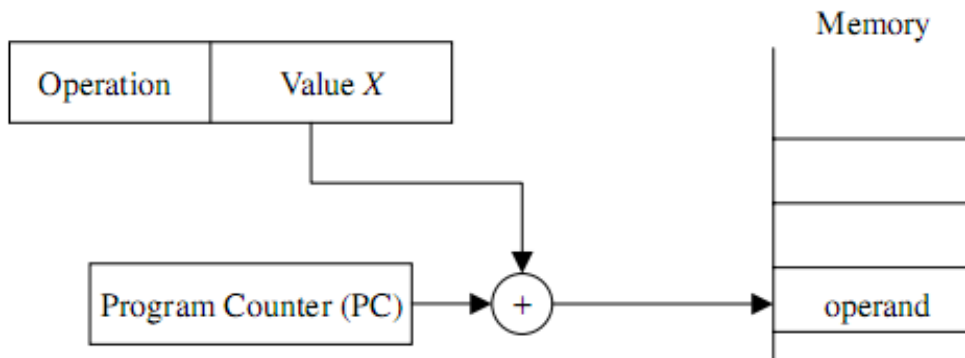 Memory
Operation
Value X
Program Counter (PC)
+
operand